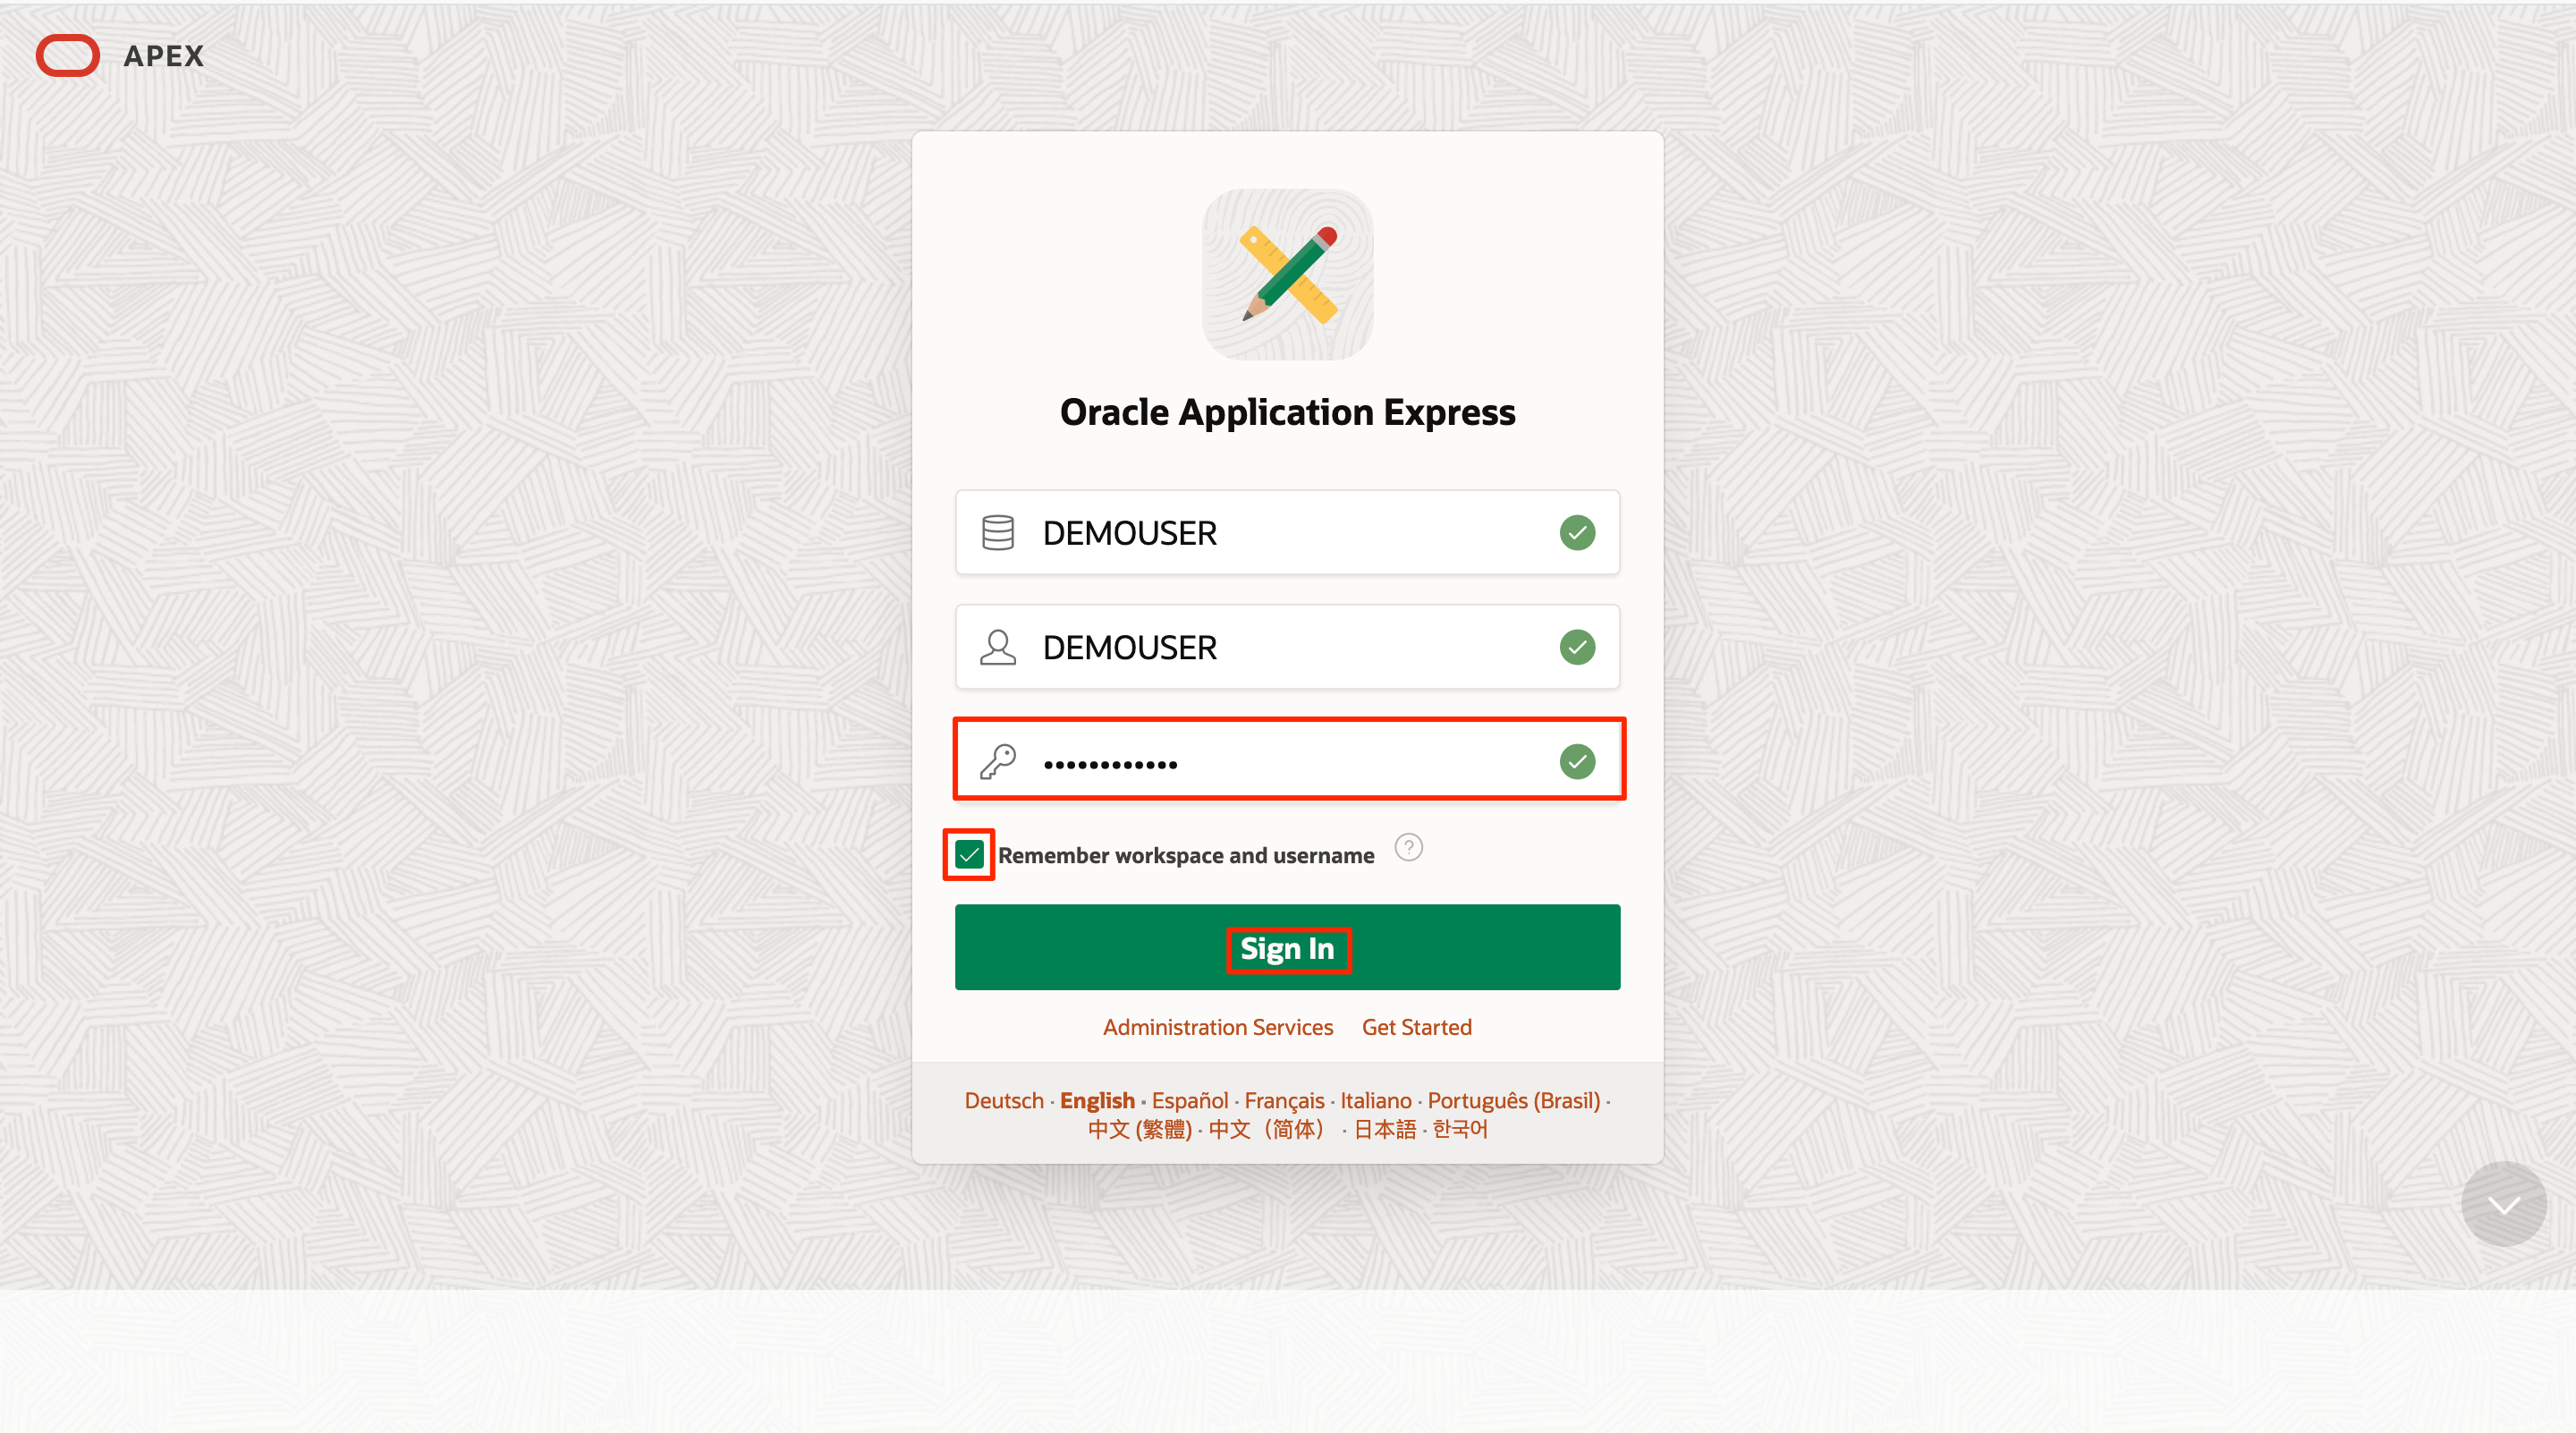 APEX
Oracle Application Express
DEMOUSER
DEMOUSER
••••••••••••
Remember workspace and username ?
Sign In
Administration Services Get Started
Deutsch · English · Español · Français · Italiano · Português (Brasil) ·
中文 (繁體) · 中文（简体） · 日本語 · 한국어